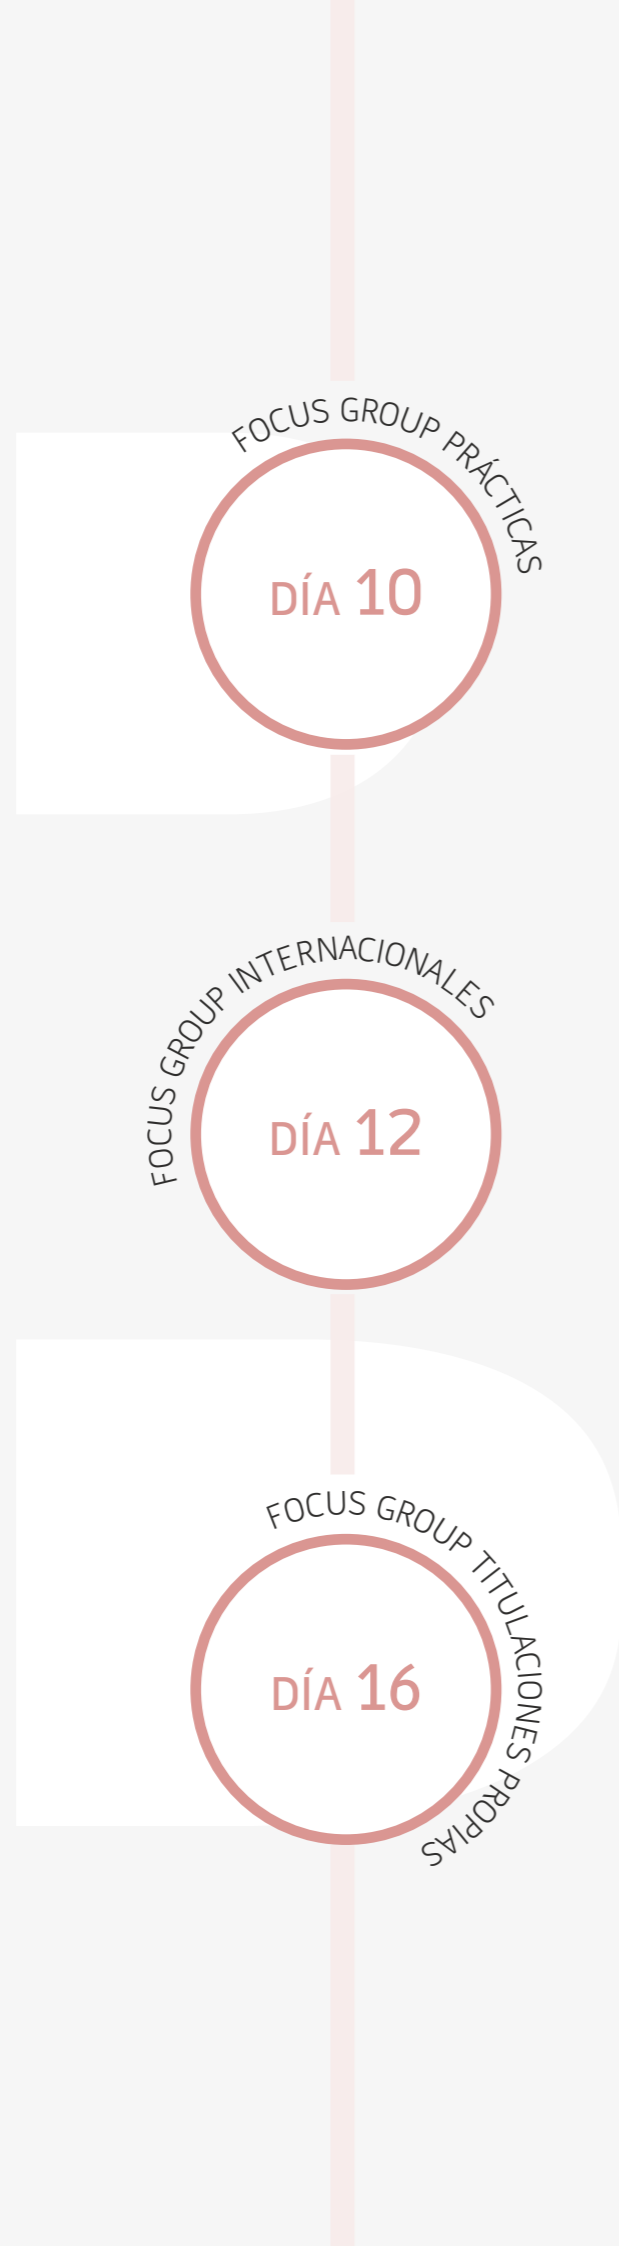 FOCUS GROUP PRÁCTICAS
DÍA 10
FOCUS GROUP INTERNACIONALES
DÍA 12
FOCUS GROUP TITULACIONES PROPIAS
DÍA 16